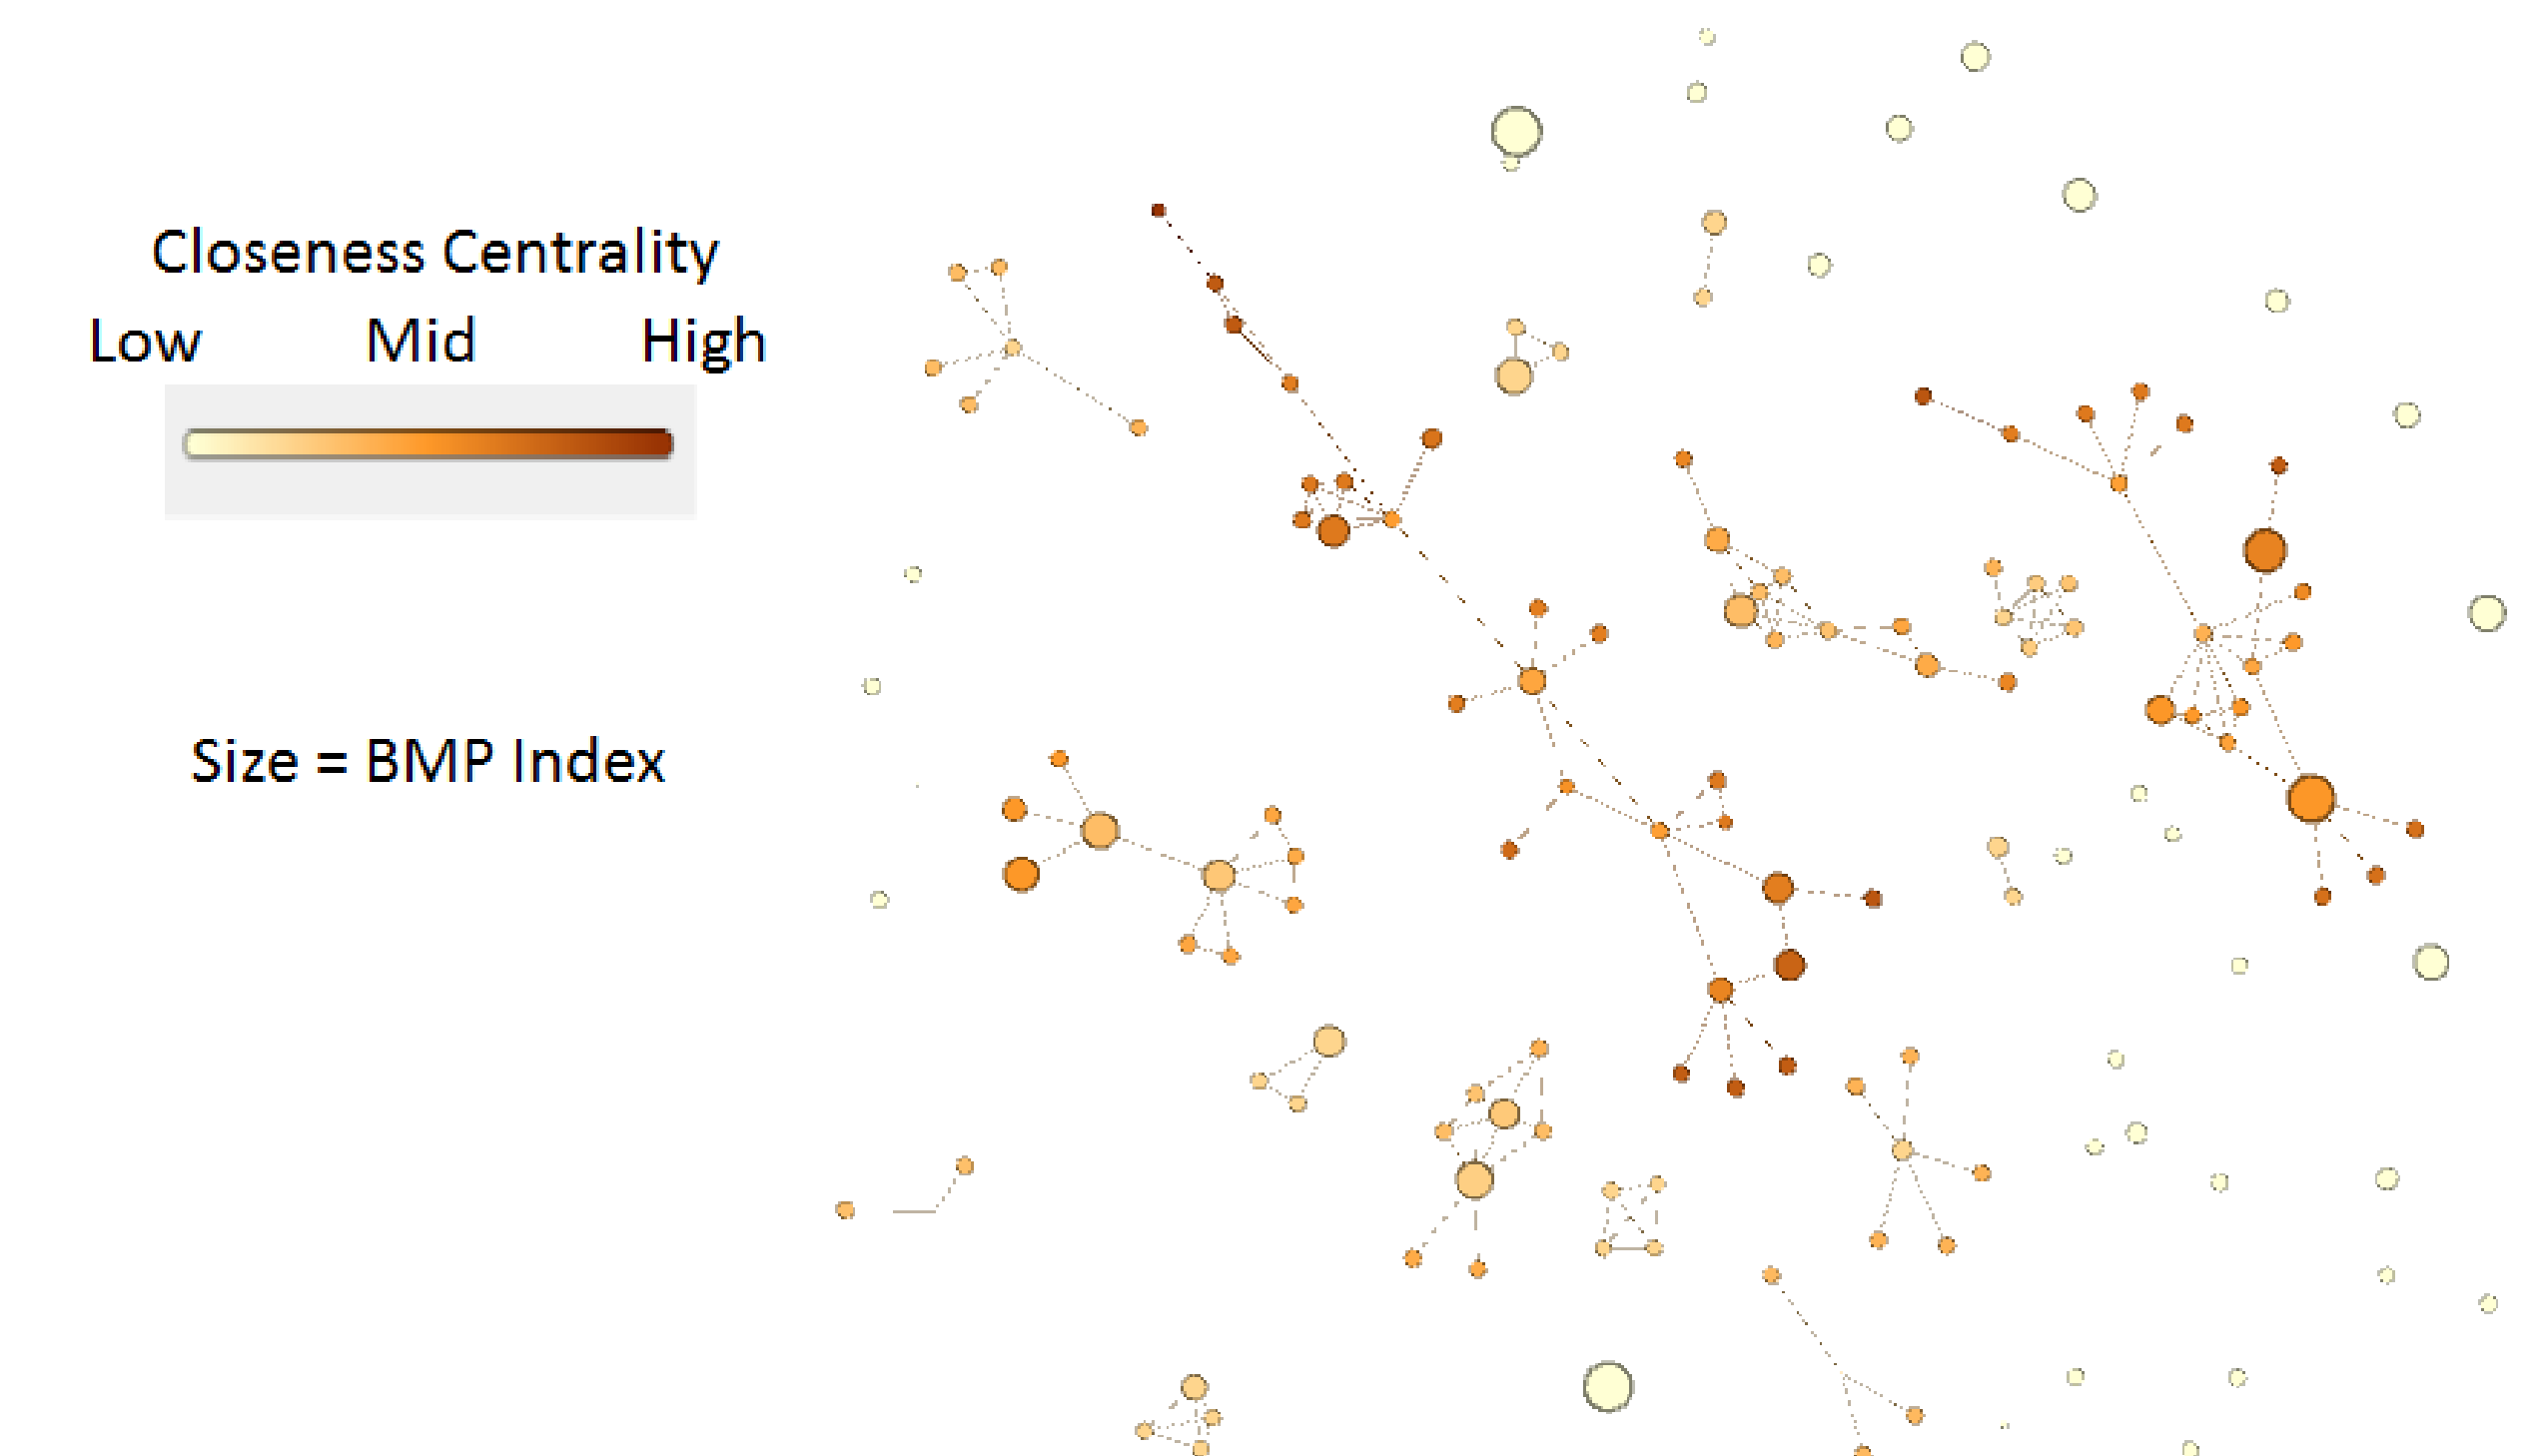 Closeness Centrality
Low Mid High
Size = BMP Index